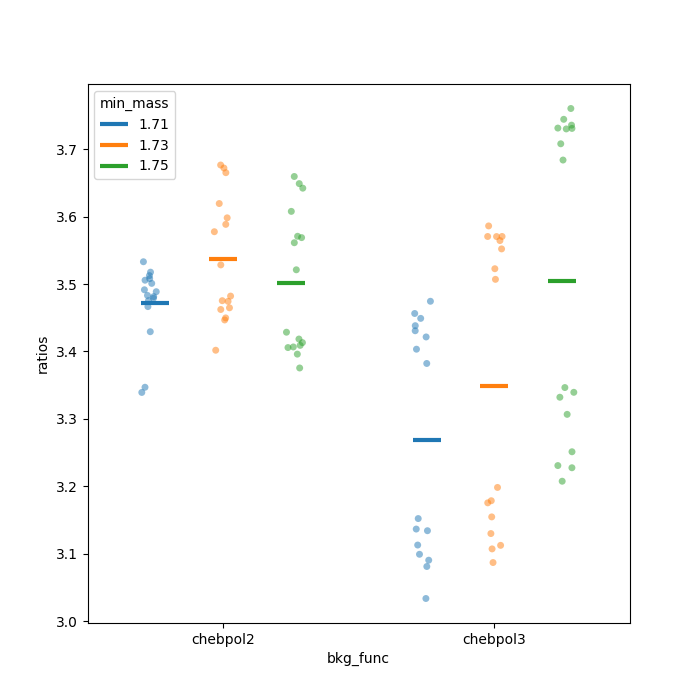 min_mass
1.71
1.73
1.75
3.7
3.6
3.5
3.4
3.3
3.2
3.1
3.0
ratios
chebpol2
chebpol3
bkg_func